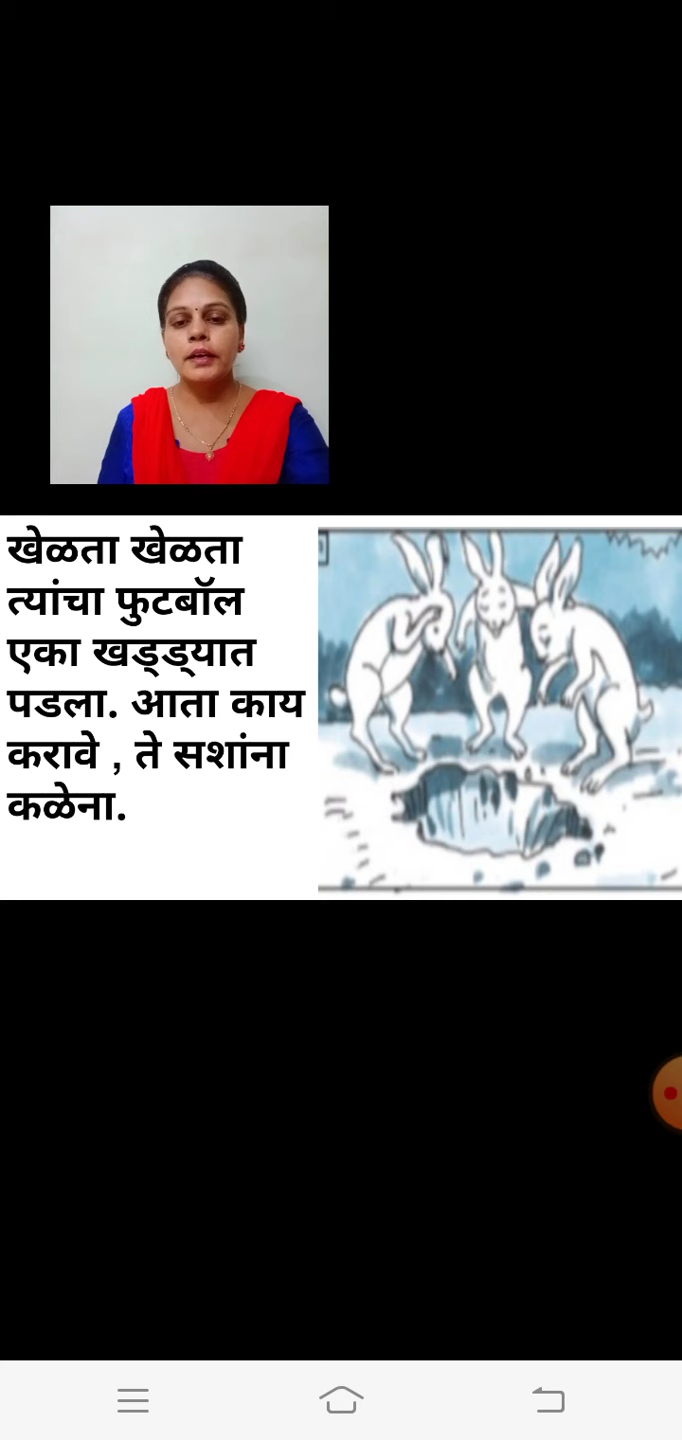 खेळता खेळता
त्यांचा फुटबॉल
एका खड्ड्यात
पडला. आता काय
करावे , ते सशांना
कळेना.